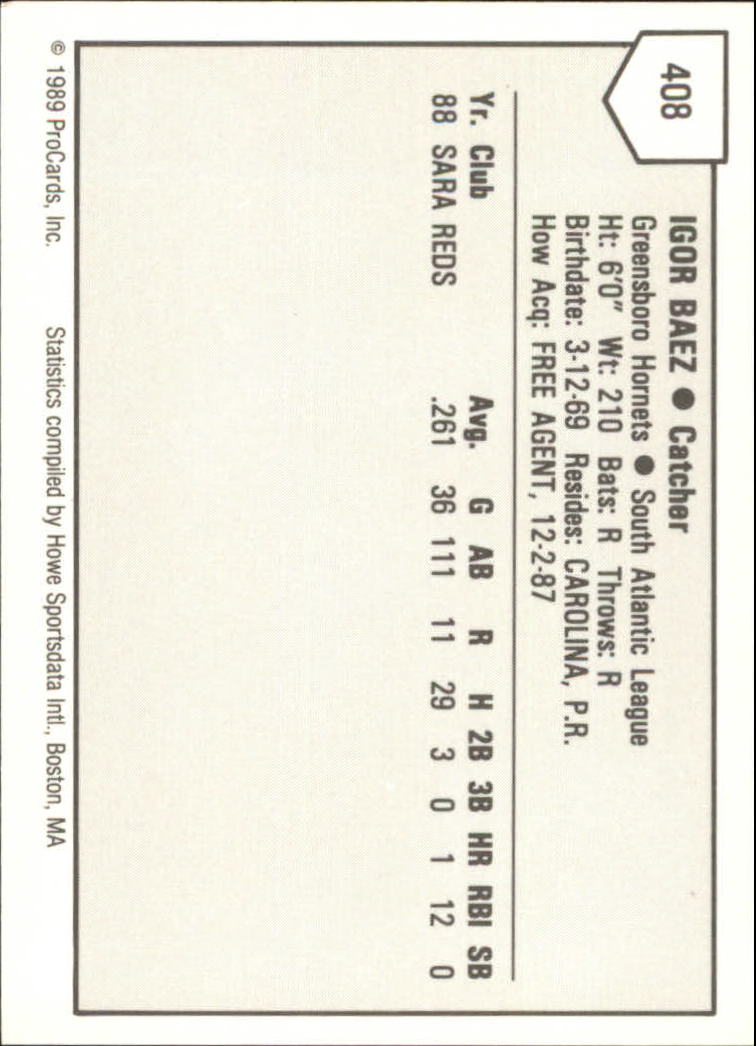 408
IGOR BAEZ ● Catcher
Greensboro Hornets ● South Atlantic League
Ht: 6'0" Wt: 210 Bats: R Throws: R
Birthdate: 3-12-69 Resides: CAROLINA, P.R.
How Acq: FREE AGENT, 12-2-87
Yr. Club Avg. G AB R H 2B 3B HR RBI SB
88 SARA REDS .261 36 111 11 29 3 0 1 12 0
© 1989 ProCards, Inc. Statistics compiled by Howe Sportsdata Intl., Boston, MA